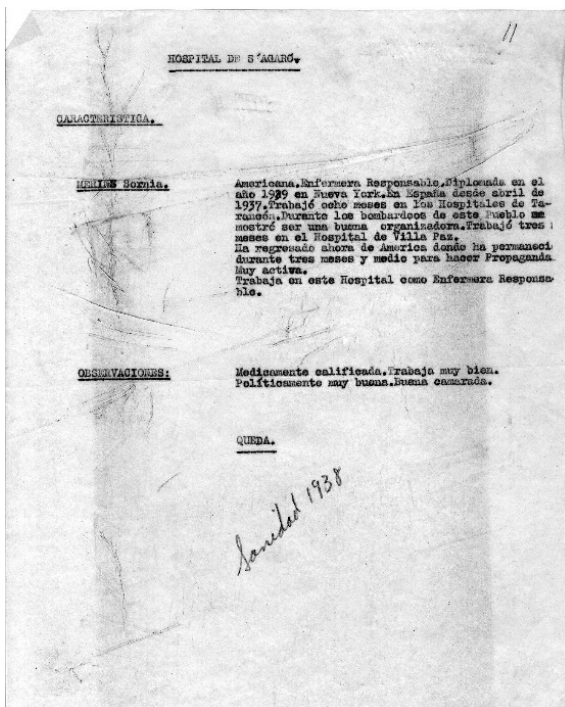 11
HOSPITAL DE S'AGARÓ.
CARACTERISTICA.
MERIMS Sornia.
Americana.Enfermera Responsable.Diplomada en el
año 1929 en Nueva York.En España desde abril de
1937.Trabajó ocho meses en los Hospitales de Ta-
rancón.Durante los bombardeos de este Pueblo se
mostró ser una buena organizadora.Trabajó tres
meses en el Hospital de Villa Paz.
Ha regresado ahora de America donde ha permaneci
durante tres meses y medio para hacer Propaganda
Muy activa.
Trabaja en este Hospital como Enfermera Responsa-
ble.
OBSERVACIONES:
Medicamente calificada.Trabaja muy bien.
Políticamente muy buena.Buena camarada.
QUEDA.
Sanidad 1938